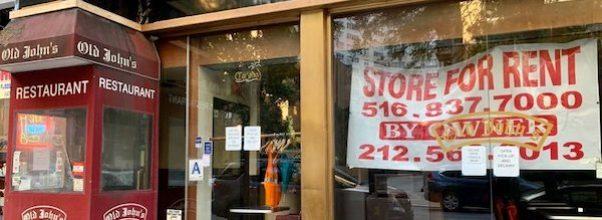 Old John's
Old John's
RESTAURANT
RESTAURANT
Old John's
Old John's
A
STORE FOR RENT
516.837.7000
BY OWNER